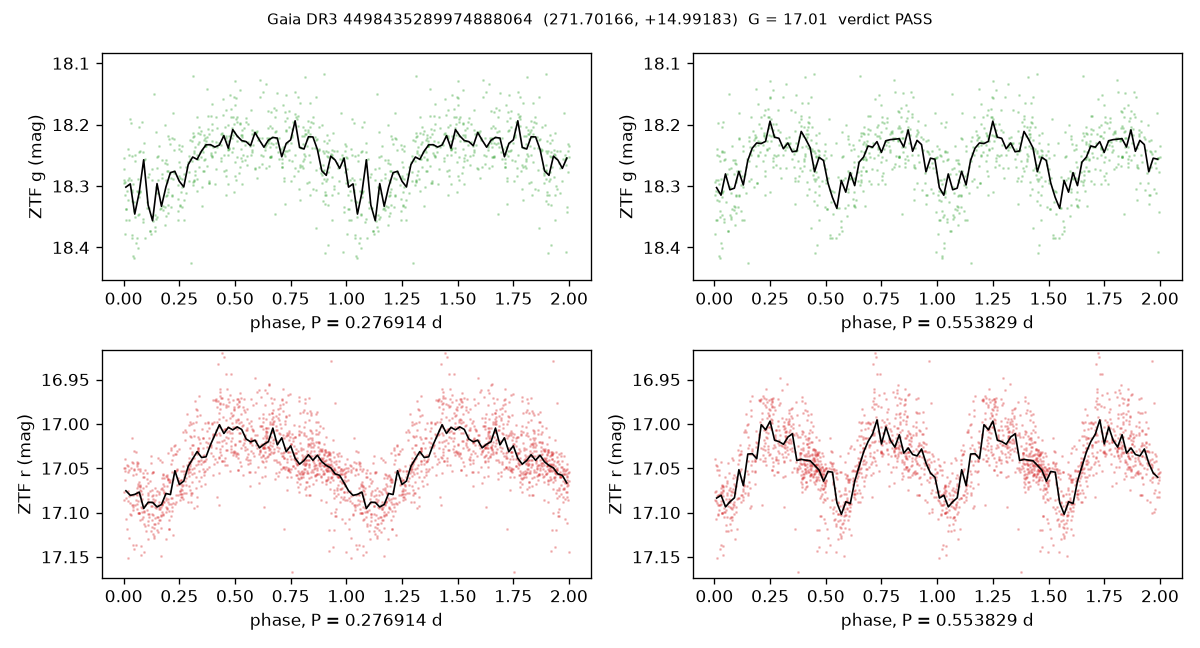 Gaia DR3 4498435289974888064 (271.70166, +14.99183) G = 17.01 verdict PASS
ZTF g (mag)
18.1
18.2
18.3
18.4
0.00 0.25 0.50 0.75 1.00 1.25 1.50 1.75 2.00
phase, P = 0.276914 d
ZTF g (mag)
18.1
18.2
18.3
18.4
0.00 0.25 0.50 0.75 1.00 1.25 1.50 1.75 2.00
phase, P = 0.553829 d
ZTF r (mag)
16.95
17.00
17.05
17.10
17.15
0.00 0.25 0.50 0.75 1.00 1.25 1.50 1.75 2.00
phase, P = 0.276914 d
ZTF r (mag)
16.95
17.00
17.05
17.10
17.15
0.00 0.25 0.50 0.75 1.00 1.25 1.50 1.75 2.00
phase, P = 0.553829 d